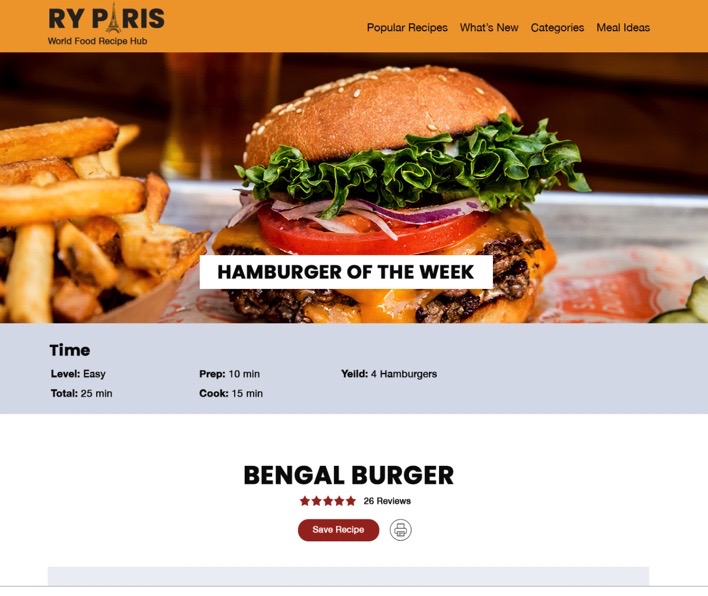 RY PARIS
World Food Recipe Hub
Popular Recipes What's New Categories Meal Ideas
HAMBURGER OF THE WEEK
Time
Level: Easy Prep: 10 min Yeild: 4 Hamburgers
Total: 25 min Cook: 15 min
BENGAL BURGER
26 Reviews
Save Recipe